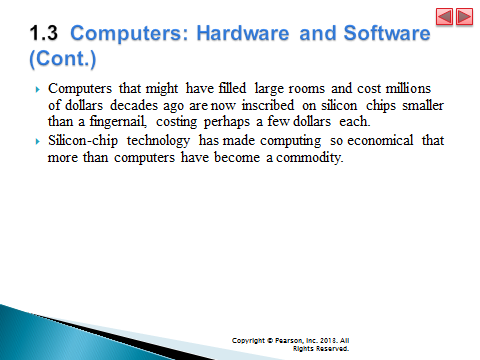 1.3 Computers: Hardware and Software
(Cont.)
Computers that might have filled large rooms and cost millions
of dollars decades ago are now inscribed on silicon chips smaller
than a fingernail, costing perhaps a few dollars each.
Silicon-chip technology has made computing so economical that
more than computers have become a commodity.
Copyright © Pearson, Inc. 2013. All
Rights Reserved.